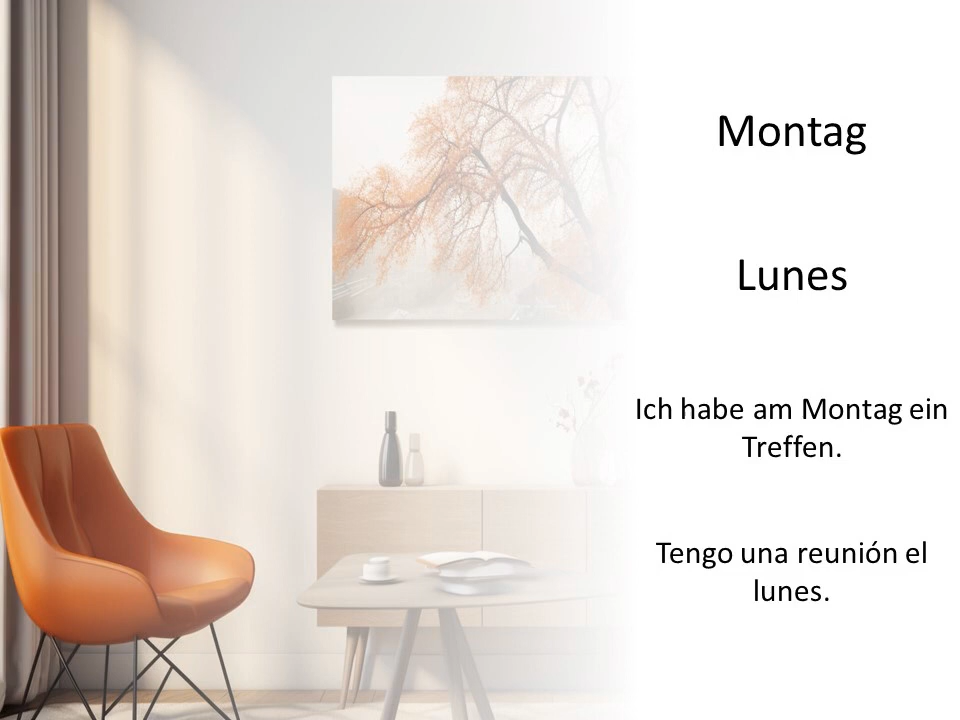 Montag
Lunes
Ich habe am Montag ein
Treffen.
Tengo una reunión el
lunes.